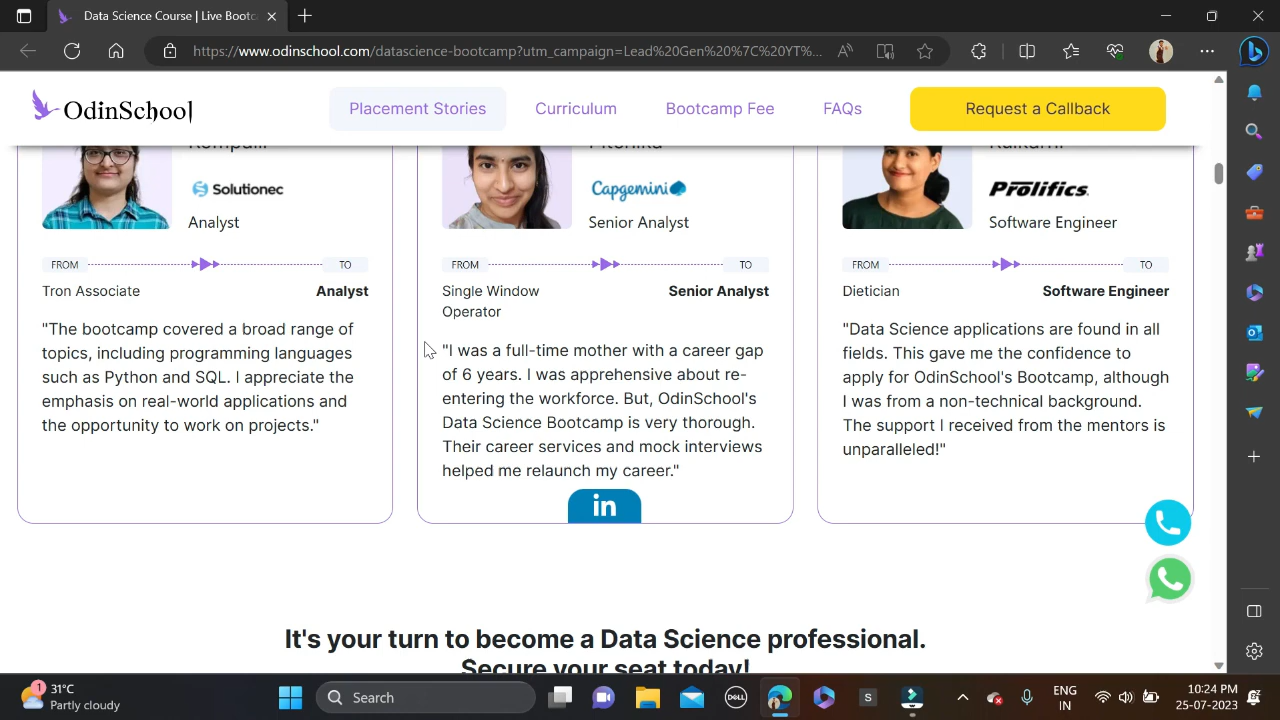 Data Science Course | Live Bootc
https://www.odinschool.com/datascience-bootcamp?utm_campaign=Lead%20Gen%20%7C%20YT%...
OdinSchool
Placement Stories
Curriculum
Bootcamp Fee
FAQs
Request a Callback
Solutionec
Analyst
FROM
TO
Tron Associate
Analyst
"The bootcamp covered a broad range of
topics, including programming languages
such as Python and SQL. I appreciate the
emphasis on real-world applications and
the opportunity to work on projects."
Capgemini
Senior Analyst
FROM
TO
Single Window
Operator
Senior Analyst
"I was a full-time mother with a career gap
of 6 years. I was apprehensive about re-
entering the workforce. But, OdinSchool's
Data Science Bootcamp is very thorough.
Their career services and mock interviews
helped me relaunch my career."
in
Prolifics.
Software Engineer
FROM
TO
Dietician
Software Engineer
"Data Science applications are found in all
fields. This gave me the confidence to
apply for OdinSchool's Bootcamp, although
I was from a non-technical background.
The support I received from the mentors is
unparalleled!"
It's your turn to become a Data Science professional.
Secure your seat today!
1
31°C
Partly cloudy
Search
DELL
S
ENG
IN
10:24 PM
25-07-2023